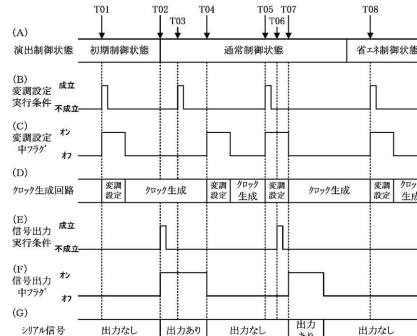 T01 T02 T03 T04 T05 T06 T07 T08
(A)
演出制御状態 初期制御状態 通常制御状態 省エネ制御状態
(B)
変調設定 成立
実行条件 不成立
(C)
変調設定 オン
中フラグ オフ
(D)
クロック生成回路 変調設定 クロック生成 変調設定 クロック生成 変調設定 クロック生成 変調設定
(E)
信号出力 成立
実行条件 不成立
(F)
信号出力 オン
中フラグ オフ
(G)
シリアル信号 出力なし 出力あり 出力なし 出力 出力なし